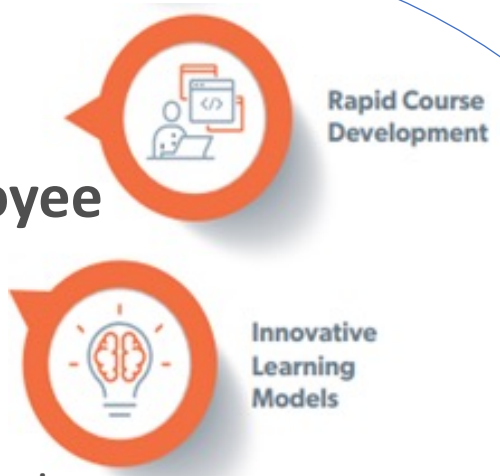 Rapid Course
Development
oyee
</>
Innovative
Learning
Models